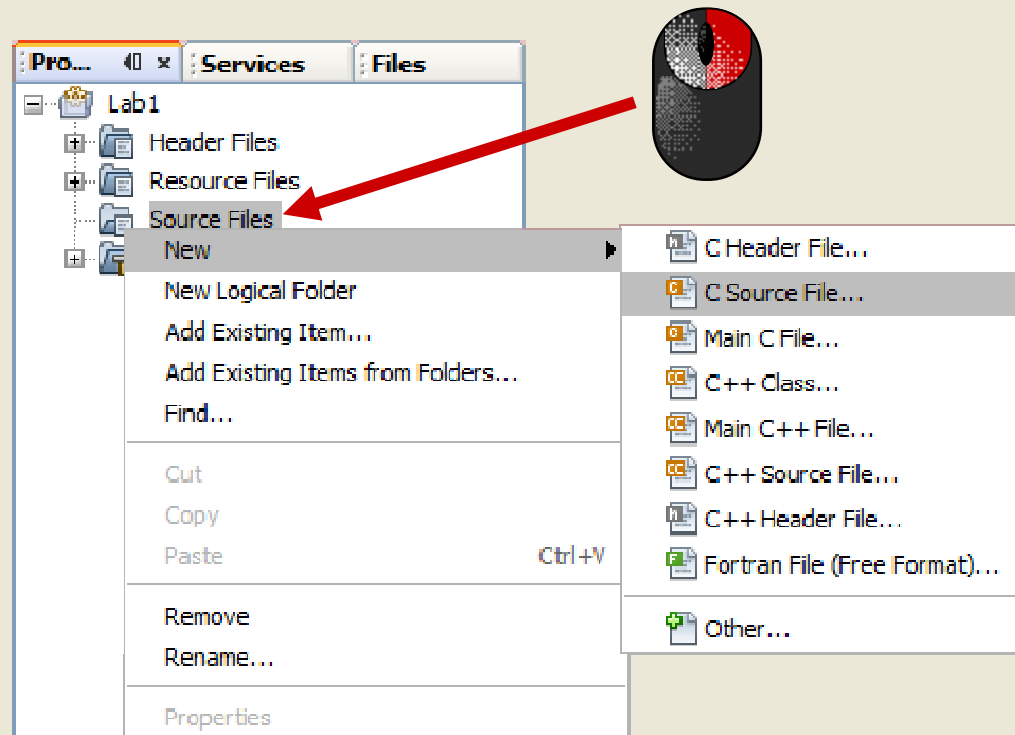 Pro... Services Files
Lab1
Header Files
Resource Files
Source Files
New
New Logical Folder
Add Existing Item...
Add Existing Items from Folders...
Find...
Cut
Copy
Paste Ctrl+V
Remove
Rename...
Properties
C Header File...
C Source File...
Main C File...
C++ Class...
Main C++ File...
C++ Source File...
C++ Header File...
Fortran File (Free Format)...
Other...